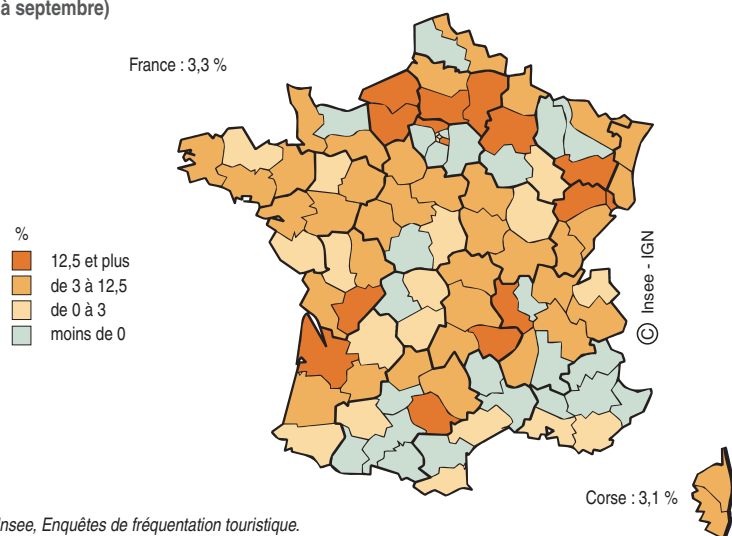 à septembre)
France : 3,3 %
%
12,5 et plus
de 3 à 12,5
de 0 à 3
moins de 0
© Insee - IGN
Corse : 3,1 %
Insee, Enquêtes de fréquentation touristique.